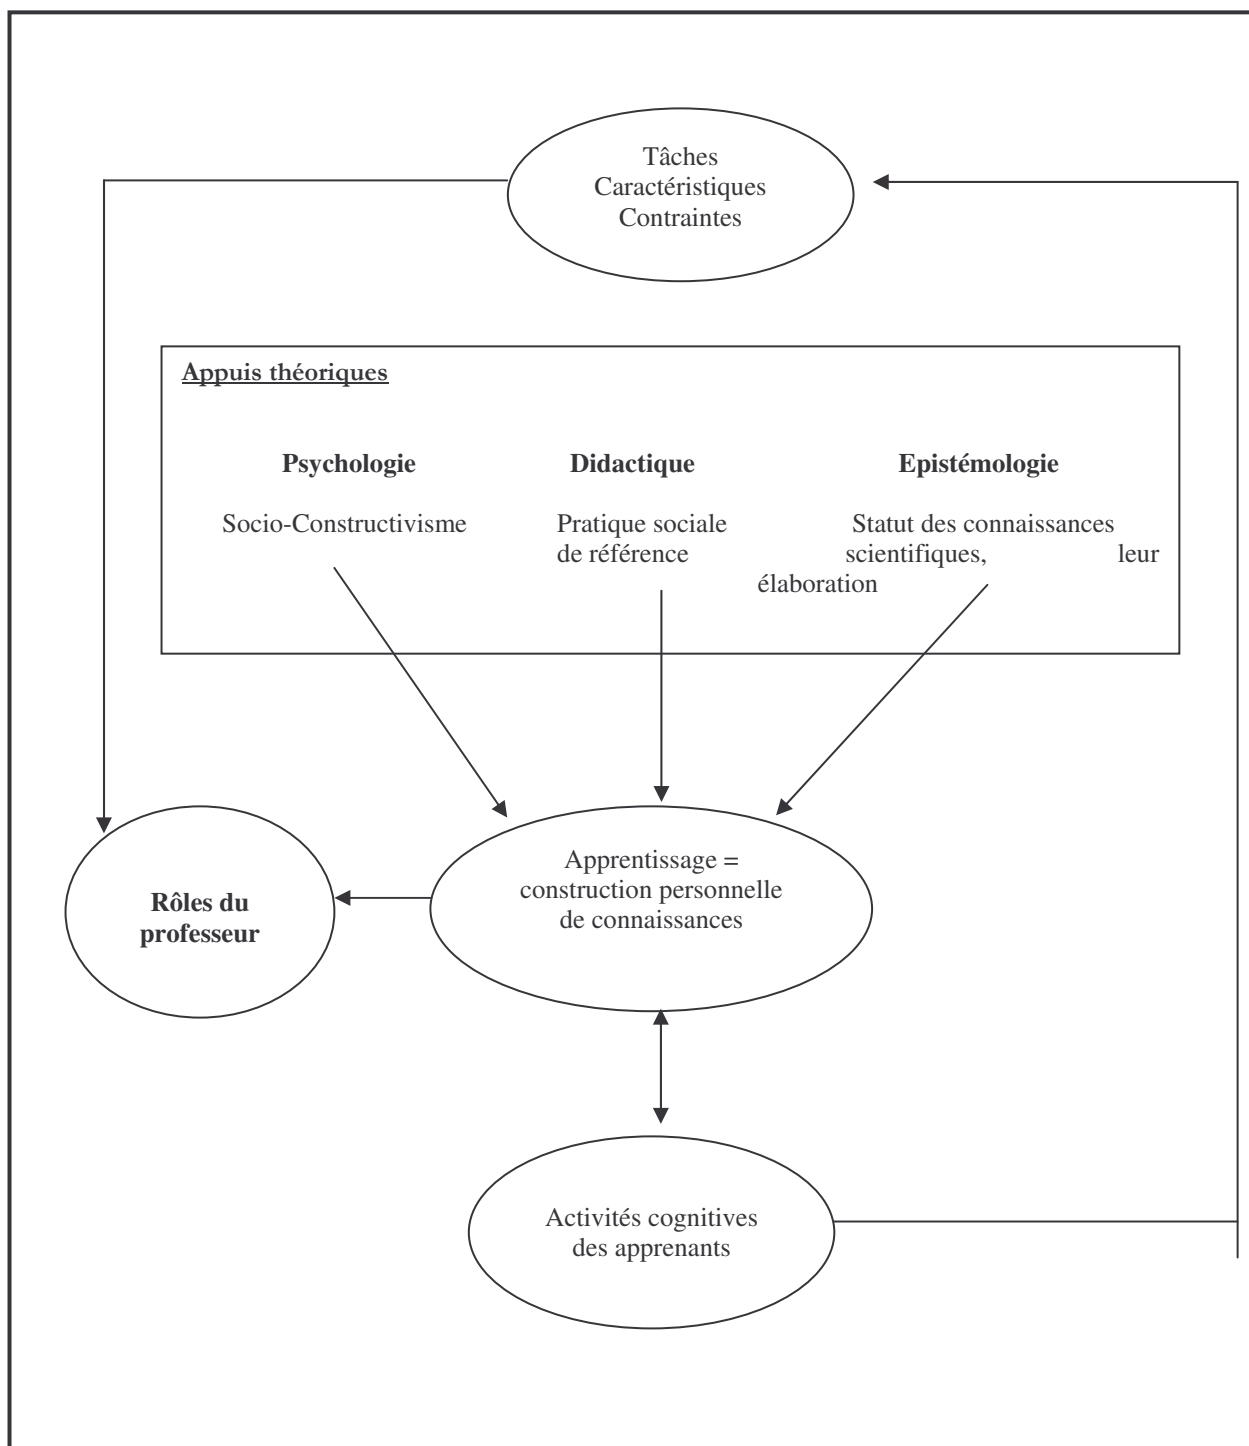 Tâches
Caractéristiques
Contraintes
Appuis théoriques
Psychologie
Didactique
Epistémologie
Socio-Constructivisme
Pratique sociale
de référence
Statut des connaissances
scientifiques, leur
élaboration
Apprentissage =
construction personnelle
de connaissances
Rôles du
professeur
Activités cognitives
des apprenants